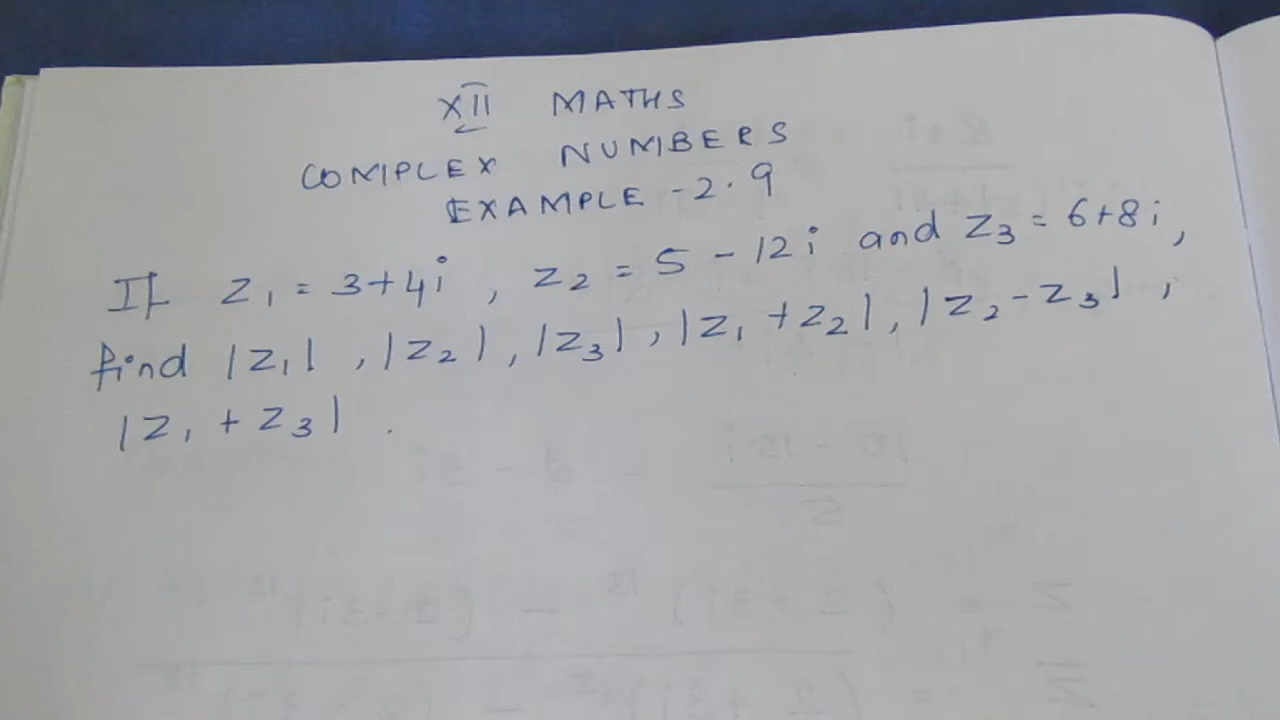 XII MATHS
COMPLEX NUMBERS
EXAMPLE - 2.9
If z₁ = 3+4i, z₂ = 5 - 12i and z₃ = 6+8i,
find |z₁|, |z₂|, |z₃|, |z₁ + z₂|, |z₂ - z₃|,
|z₁ + z₃|.